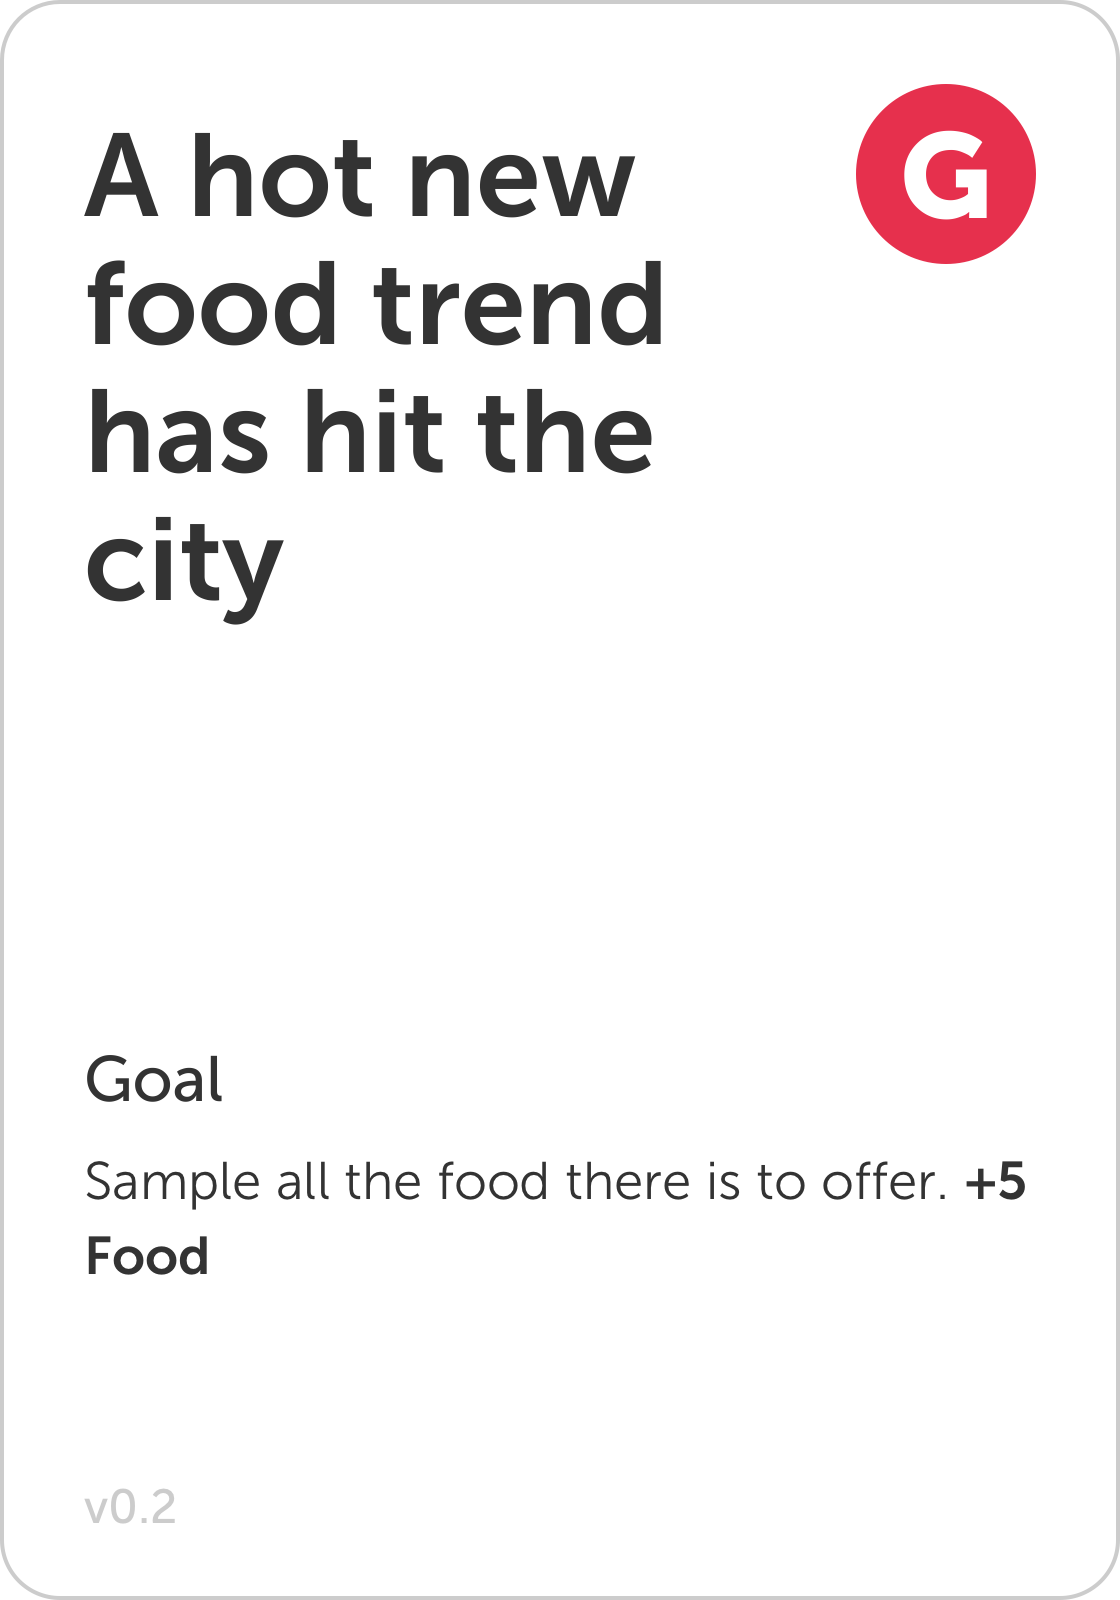 A hot new
food trend
has hit the
city
G
Goal
Sample all the food there is to offer. +5
Food
v0.2